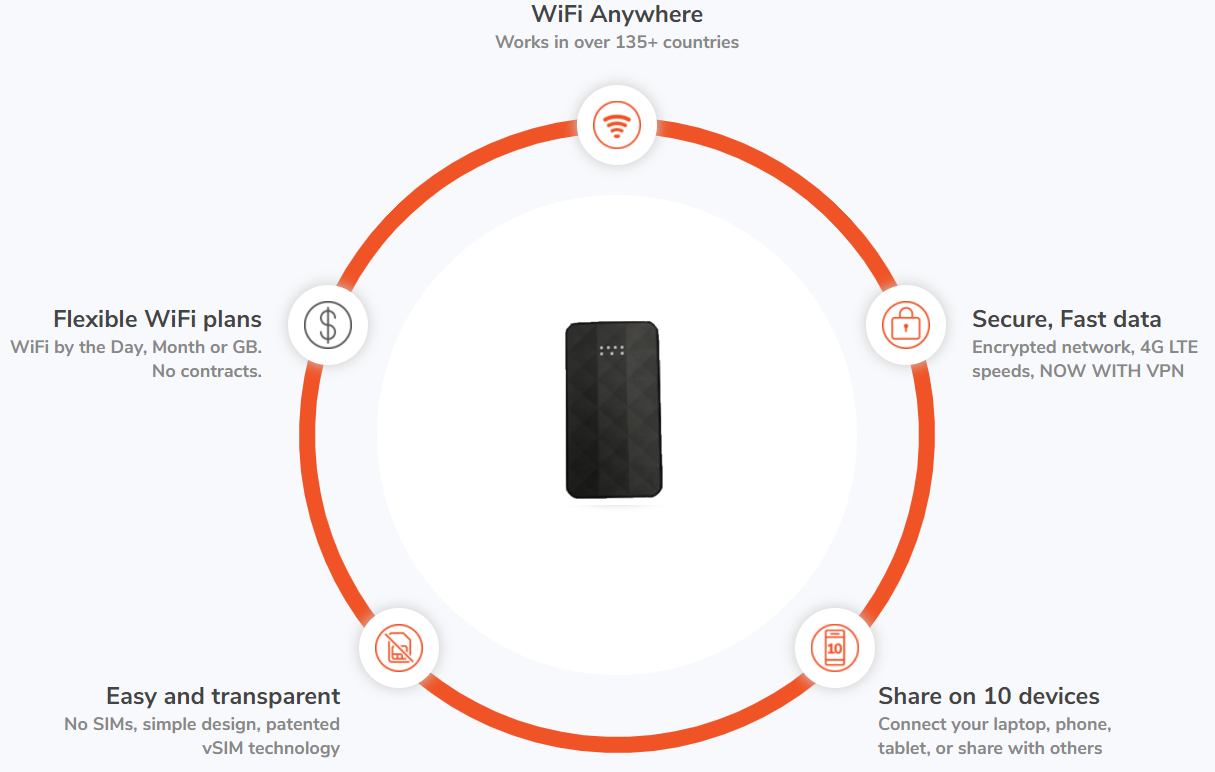 WiFi Anywhere
Works in over 135+ countries
Flexible WiFi plans
WiFi by the Day, Month or GB.
No contracts.
Secure, Fast data
Encrypted network, 4G LTE
speeds, NOW WITH VPN
Easy and transparent
No SIMs, simple design, patented
vSIM technology
10
Share on 10 devices
Connect your laptop, phone,
tablet, or share with others